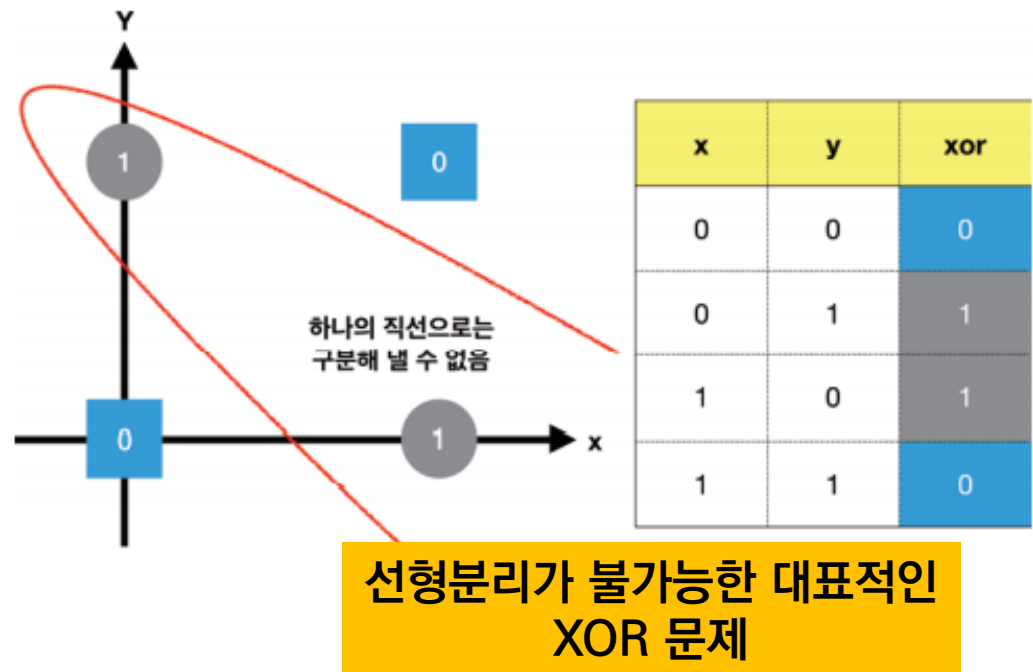 Y
1
0
하나의 직선으로는
구분해 낼 수 없음
0
1
x
x y xor
0 0 0
0 1 1
1 0 1
1 1 0
선형분리가 불가능한 대표적인
XOR 문제